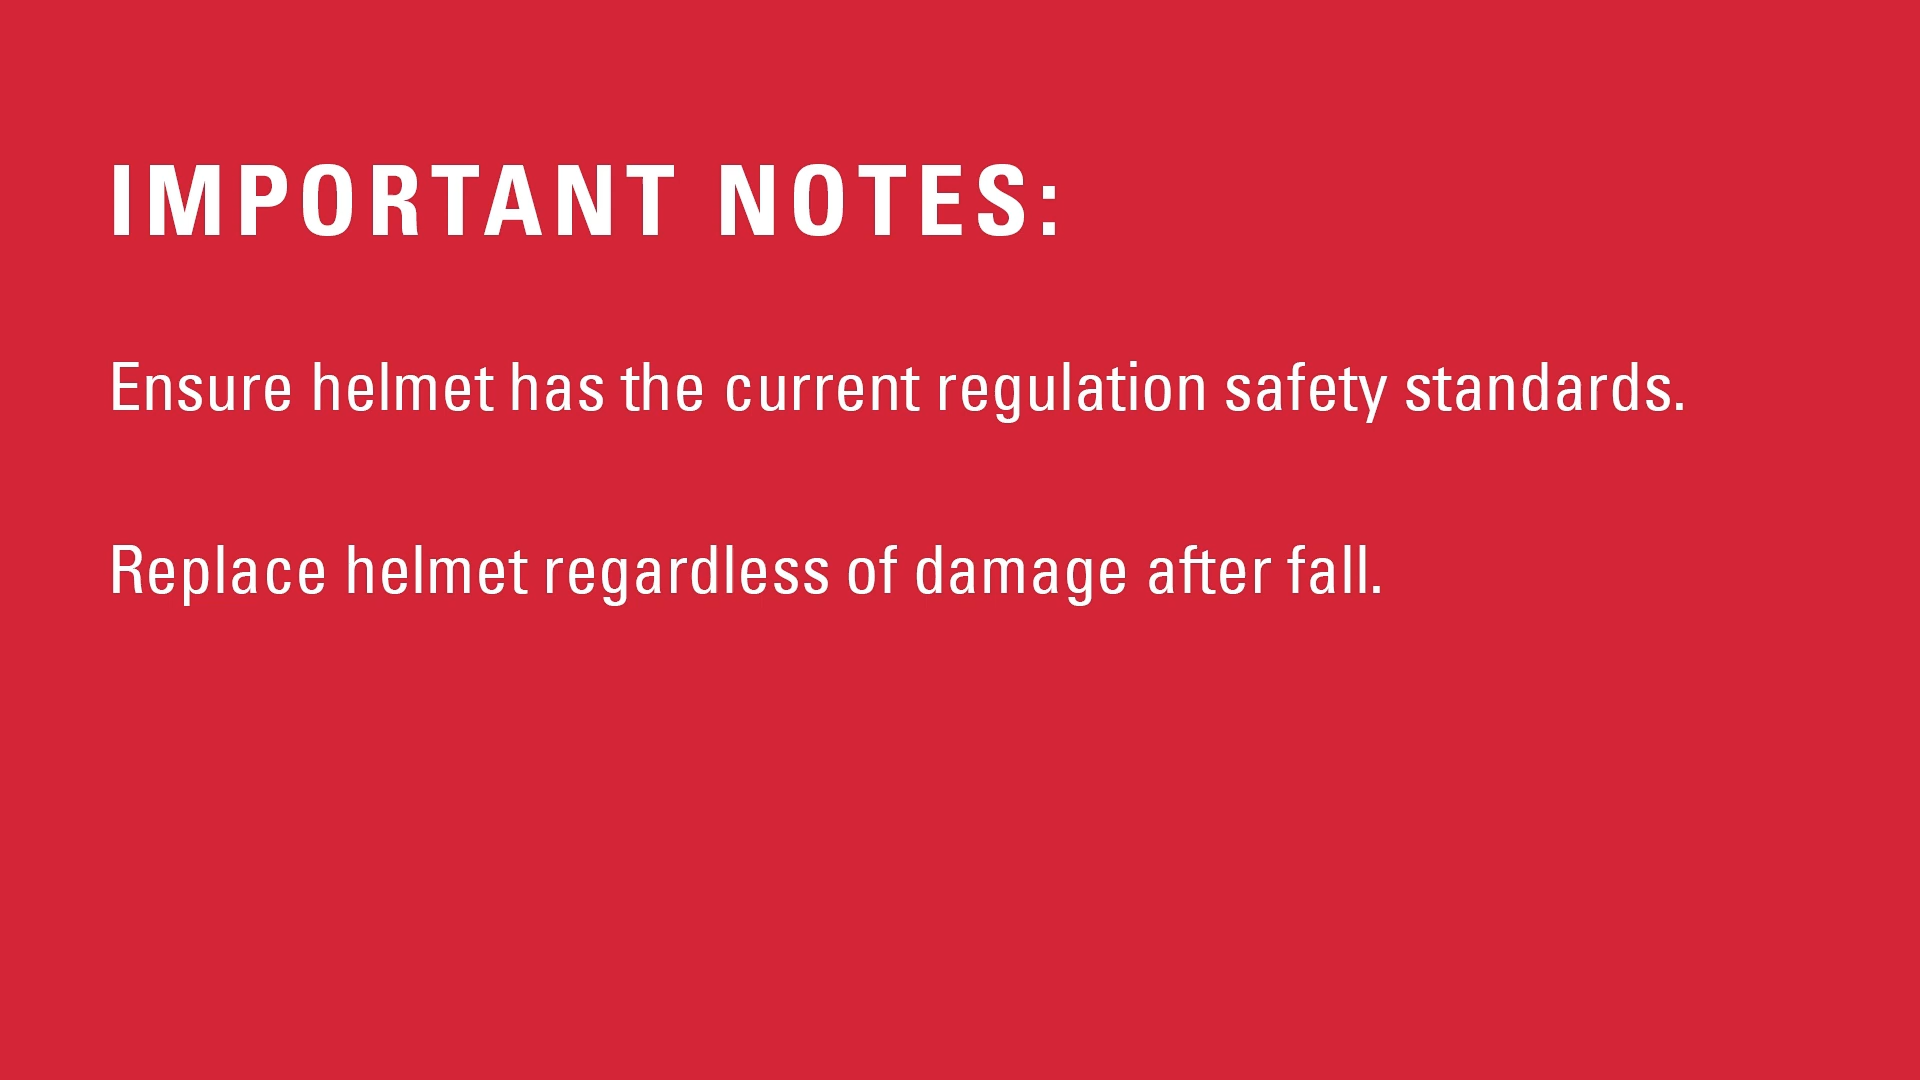 IMPORTANT NOTES:
Ensure helmet has the current regulation safety standards.
Replace helmet regardless of damage after fall.